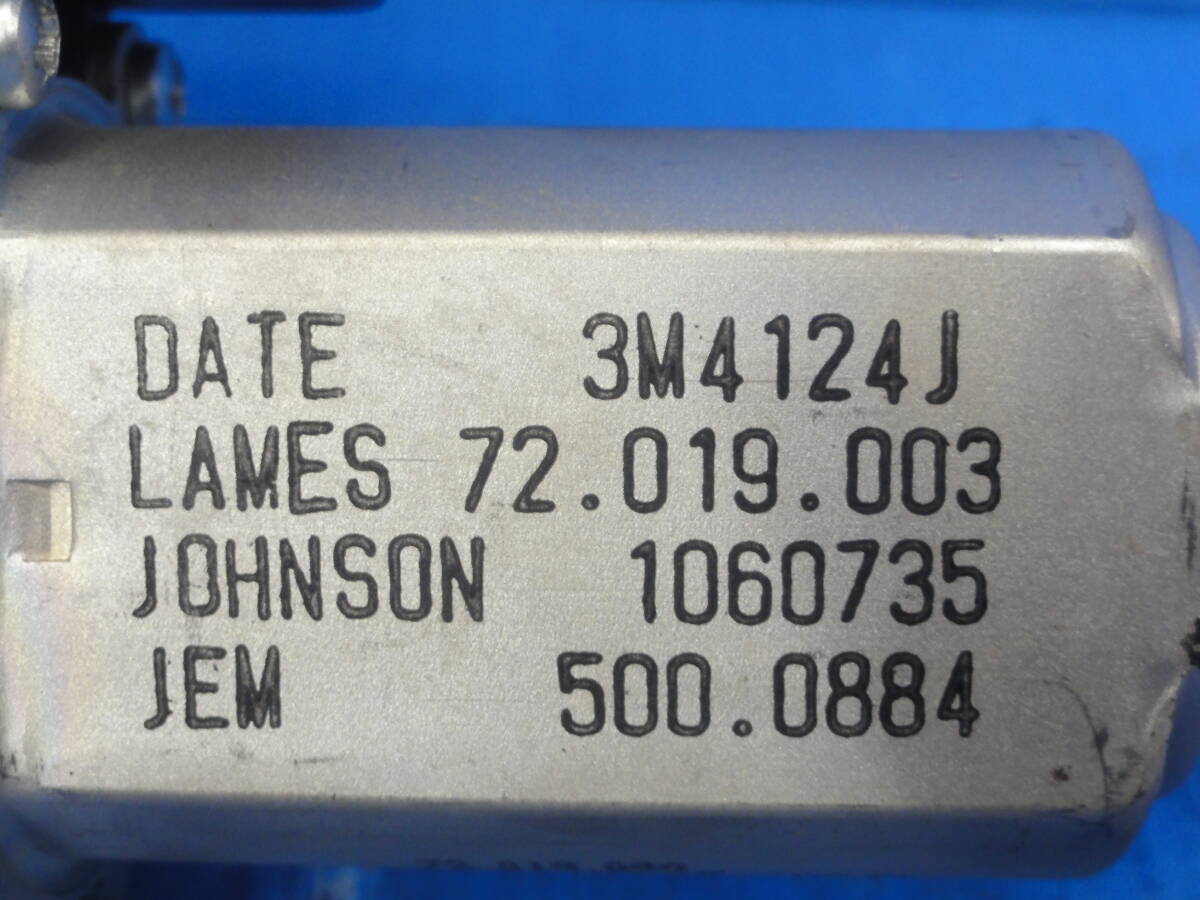 DATE 3M4124J
LAMES 72.019.003
JOHNSON 1060735
JEM 500.0884